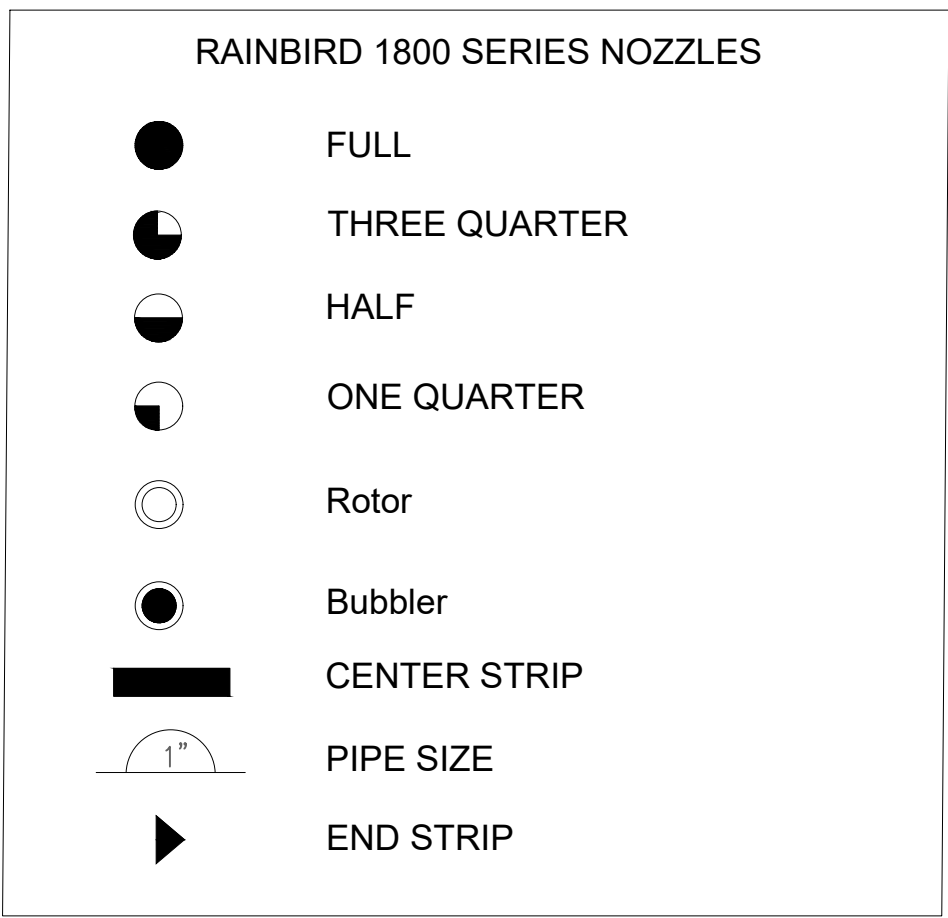 RAINBIRD 1800 SERIES NOZZLES
FULL
THREE QUARTER
HALF
ONE QUARTER
Rotor
Bubbler
CENTER STRIP
1" PIPE SIZE
END STRIP